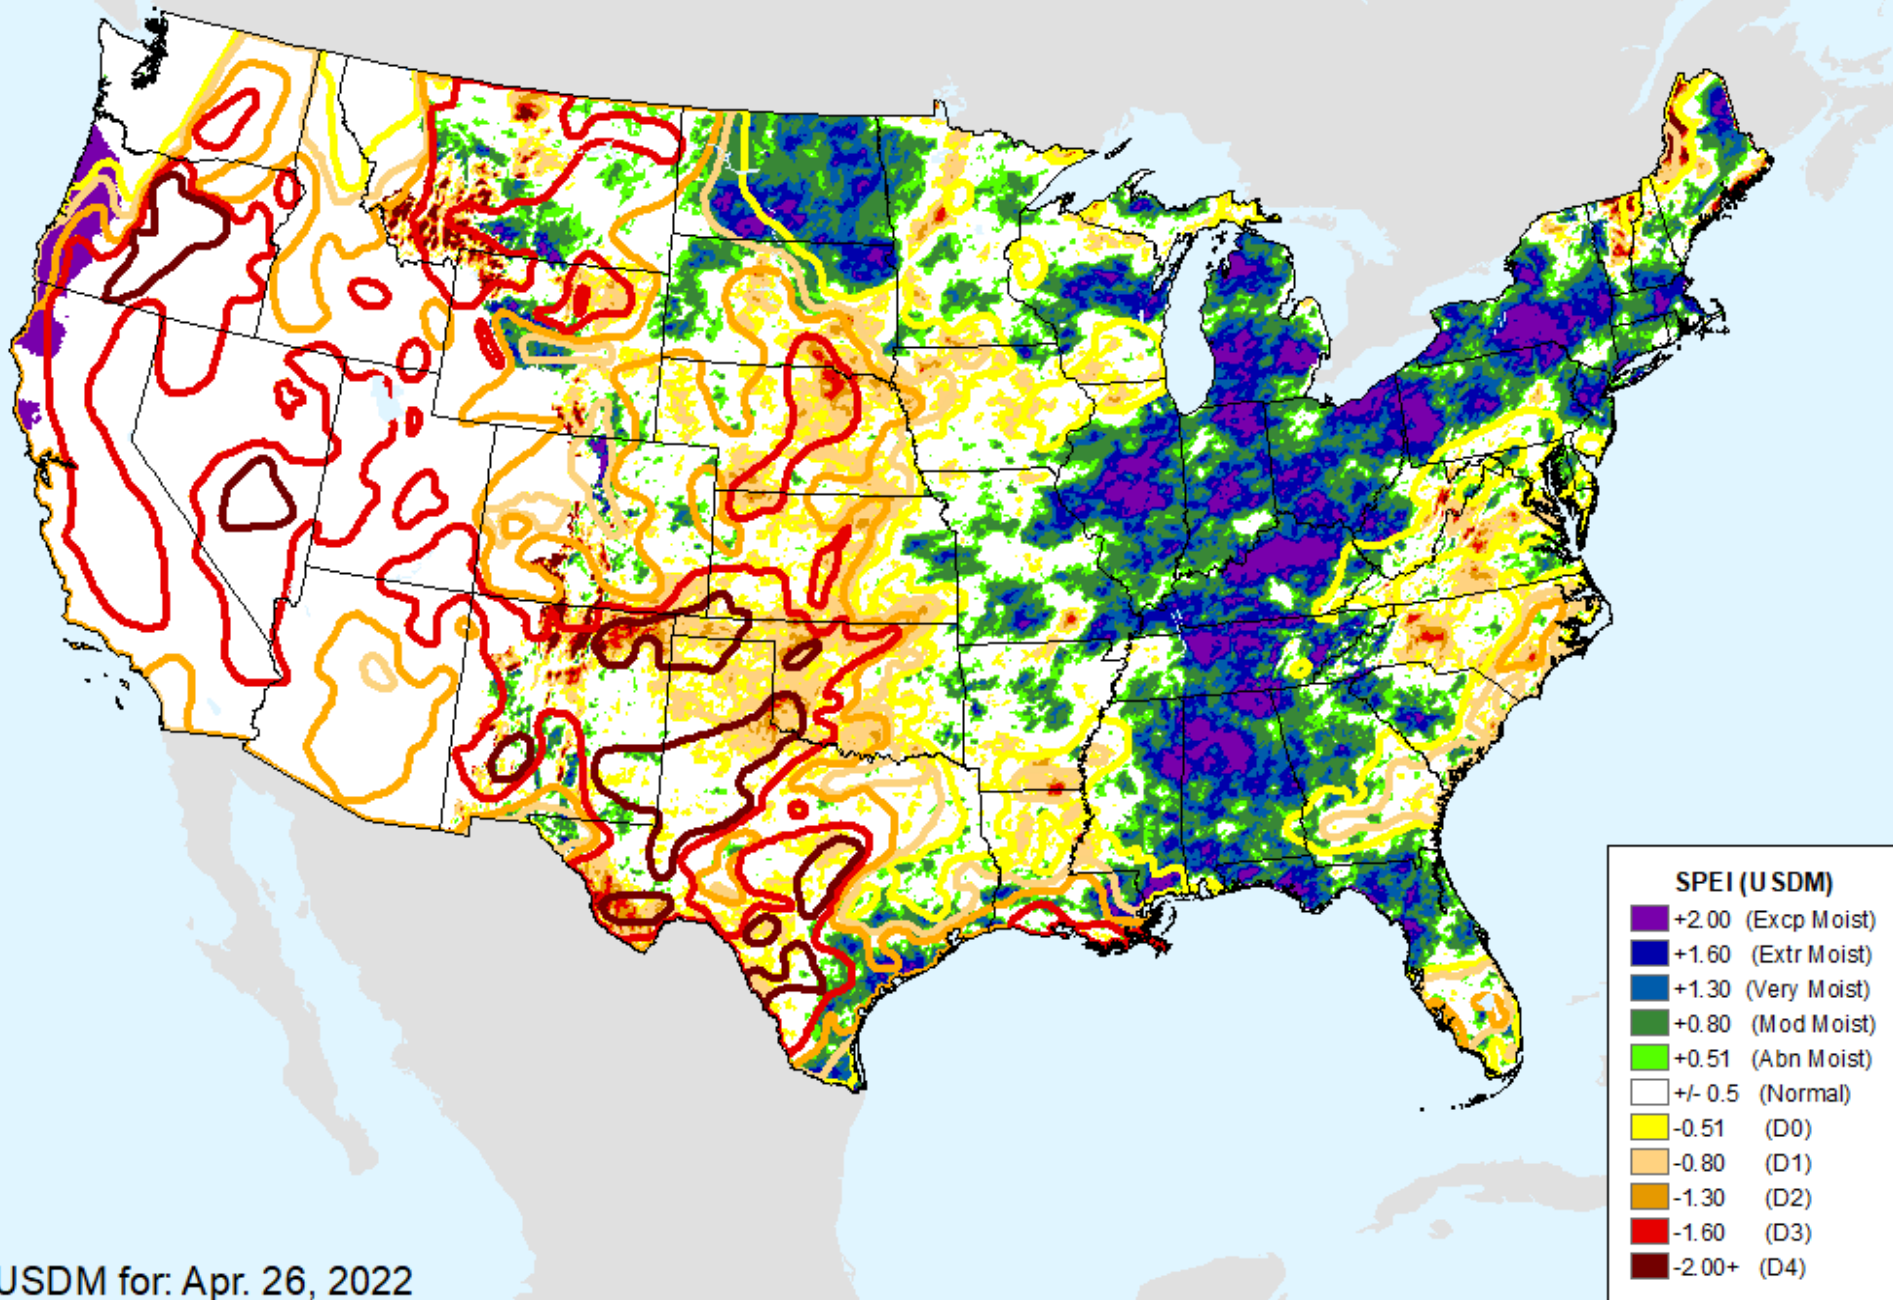 SPEI (USDM)
+2.00 (Excp Moist)
+1.60 (Extr Moist)
+1.30 (Very Moist)
+0.80 (Mod Moist)
+0.51 (Abn Moist)
+/- 0.5 (Normal)
-0.51 (D0)
-0.80 (D1)
-1.30 (D2)
-1.60 (D3)
-2.00+ (D4)
USDM for: Apr. 26, 2022